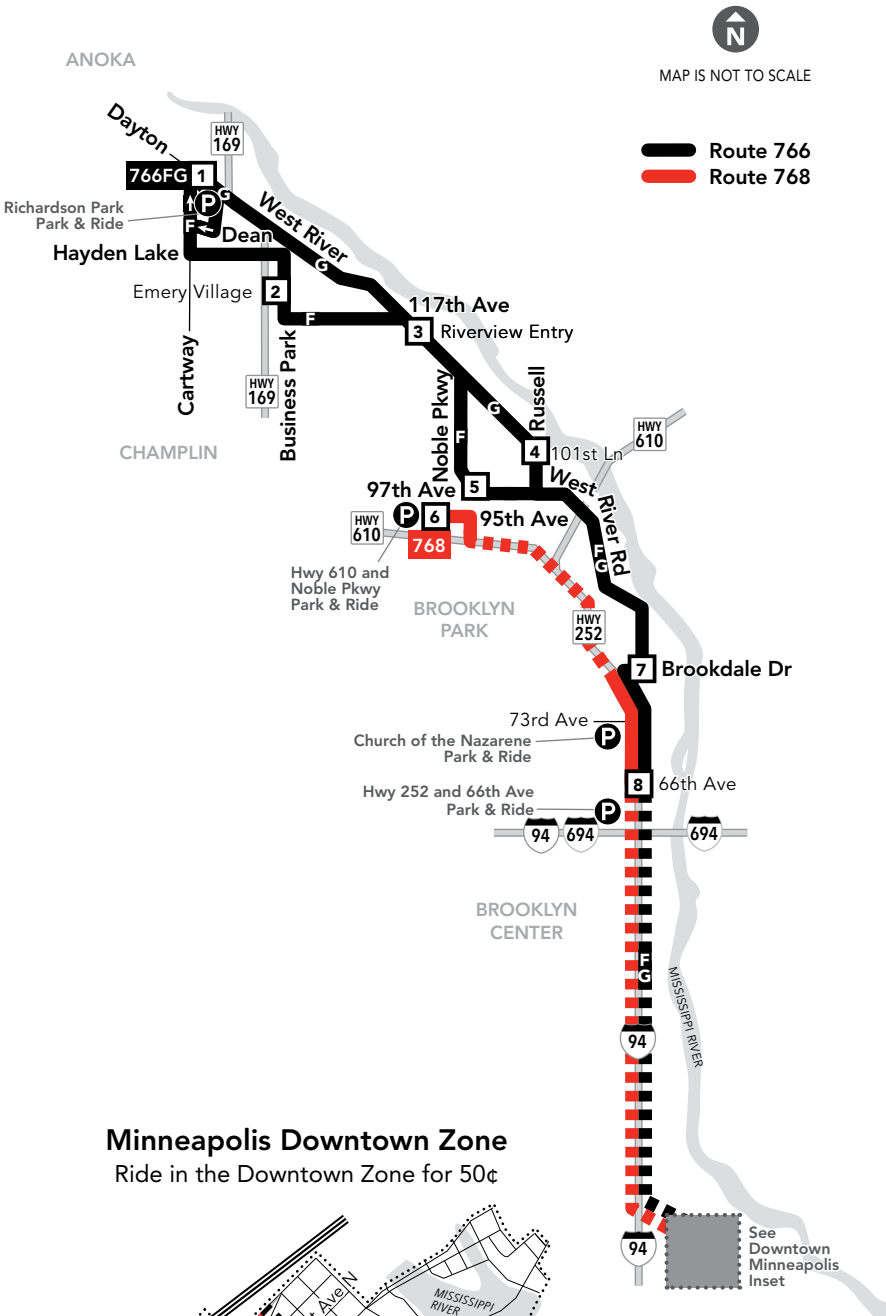 N
MAP IS NOT TO SCALE
ANOKA
Route 766
Route 768
Dayton
HWY
169
766FG
1
P
G
Richardson Park
Park & Ride
F
Dean
West River
Hayden Lake
G
Emery Village
2
F
117th Ave
3
Riverview Entry
Cartway
HWY
169
Business Park
Noble Pkwy
Russell
G
F
CHAMPLIN
HWY
610
4
101st Ln
97th Ave
5
West River Rd
P
6
95th Ave
HWY
610
768
F
G
Hwy 610 and
Noble Pkwy
Park & Ride
BROOKLYN
PARK
HWY
252
7
Brookdale Dr
73rd Ave
Church of the Nazarene
Park & Ride
P
8
66th Ave
Hwy 252 and 66th Ave
Park & Ride
P
94
694
694
BROOKLYN
CENTER
F
G
MISSISSIPPI RIVER
94
Minneapolis Downtown Zone
Ride in the Downtown Zone for 50¢
94
See
Downtown
Minneapolis
Inset
MISSISSIPPI
RIVER
Ave N